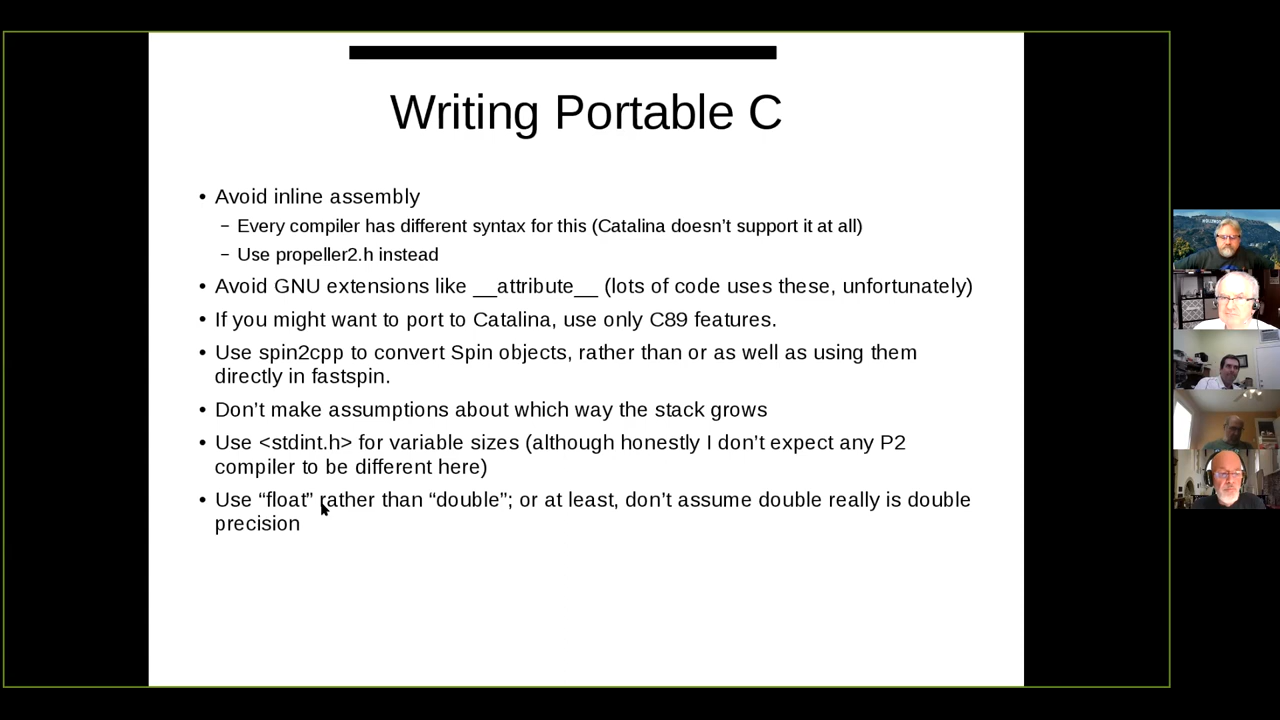 Writing Portable C
• Avoid inline assembly
– Every compiler has different syntax for this (Catalina doesn’t support it at all)
– Use propeller2.h instead
• Avoid GNU extensions like __attribute__ (lots of code uses these, unfortunately)
• If you might want to port to Catalina, use only C89 features.
• Use spin2cpp to convert Spin objects, rather than or as well as using them
directly in fastspin.
• Don’t make assumptions about which way the stack grows
• Use <stdint.h> for variable sizes (although honestly I don’t expect any P2
compiler to be different here)
• Use “float” rather than “double”; or at least, don’t assume double really is double
precision